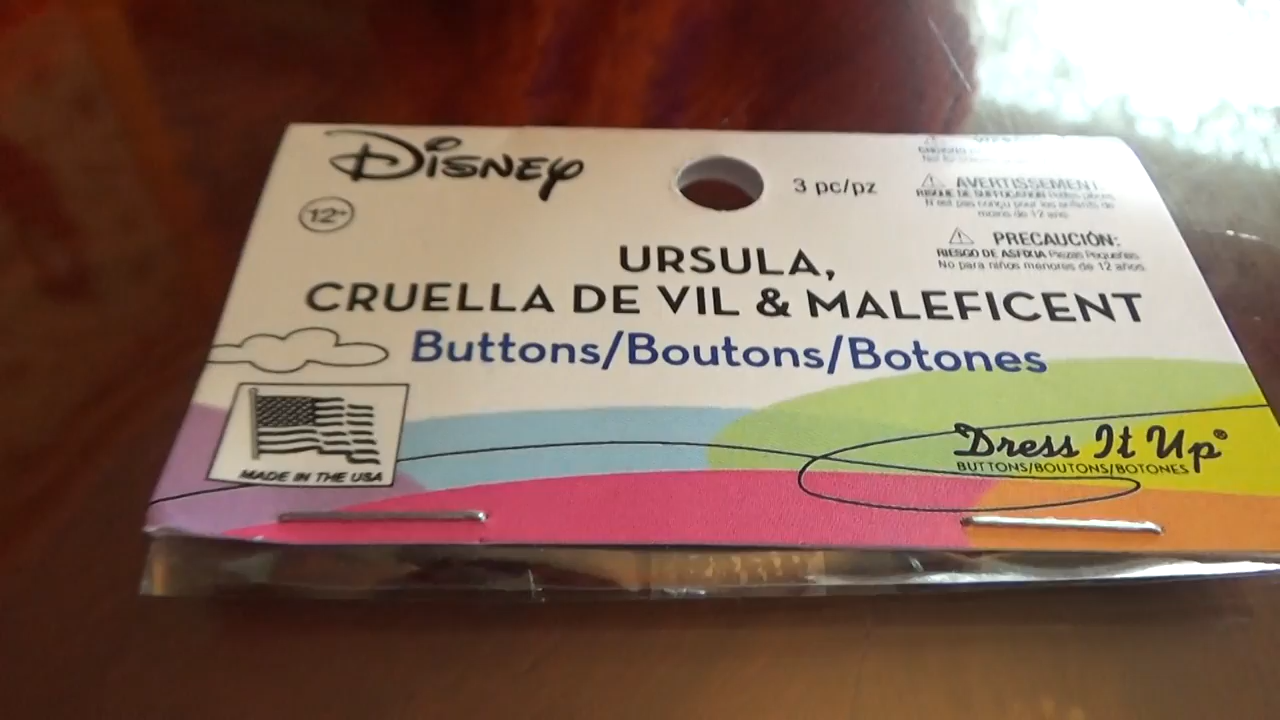 Disney
12+
3 pc/pz
AVERTISSEMENT:
RISQUE DE SUFFOCATION Petites pièces
N'est pas conçu pour les enfants de
moins de 12 ans
PRECAUCIÓN:
RIESGO DE ASFIXIA Piezas Pequeñas
No para niños menores de 12 años
URSULA,
CRUELLA DE VIL & MALEFICENT
Buttons/Boutons/Botones
MADE IN THE USA
Dress It Up®
BUTTONS/BOUTONS/BOTONES